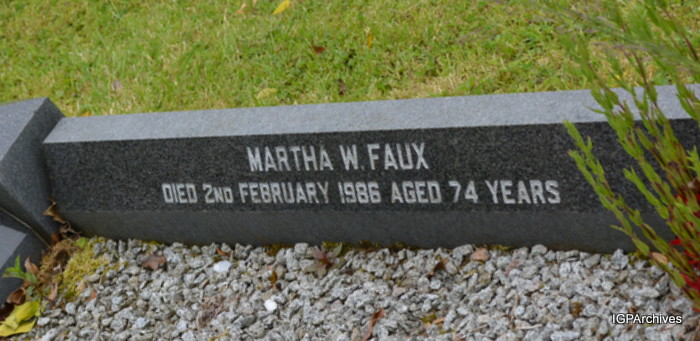 MARTHA W. FAUX
DIED 2ND FEBRUARY 1986 AGED 74 YEARS
IGPArchives